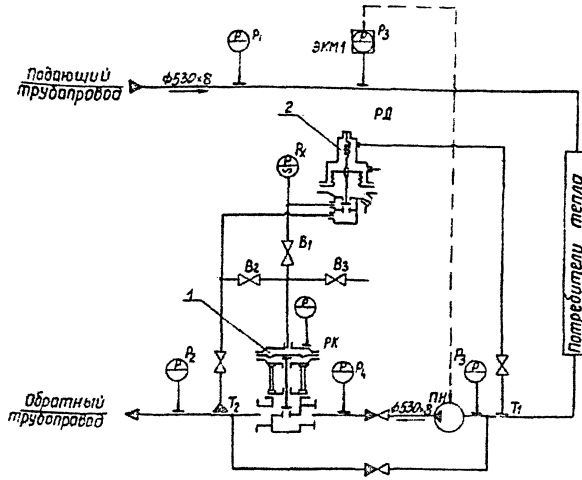 P1
P3
ЭКМ1
Подающий
трубопровод
ф530×8
РД
2
Px
B1
B2
B3
1
P
РК
Потребители тепла
P2
P4
P3
Обратный
трубопровод
T2
ф530×8
ПН
T1